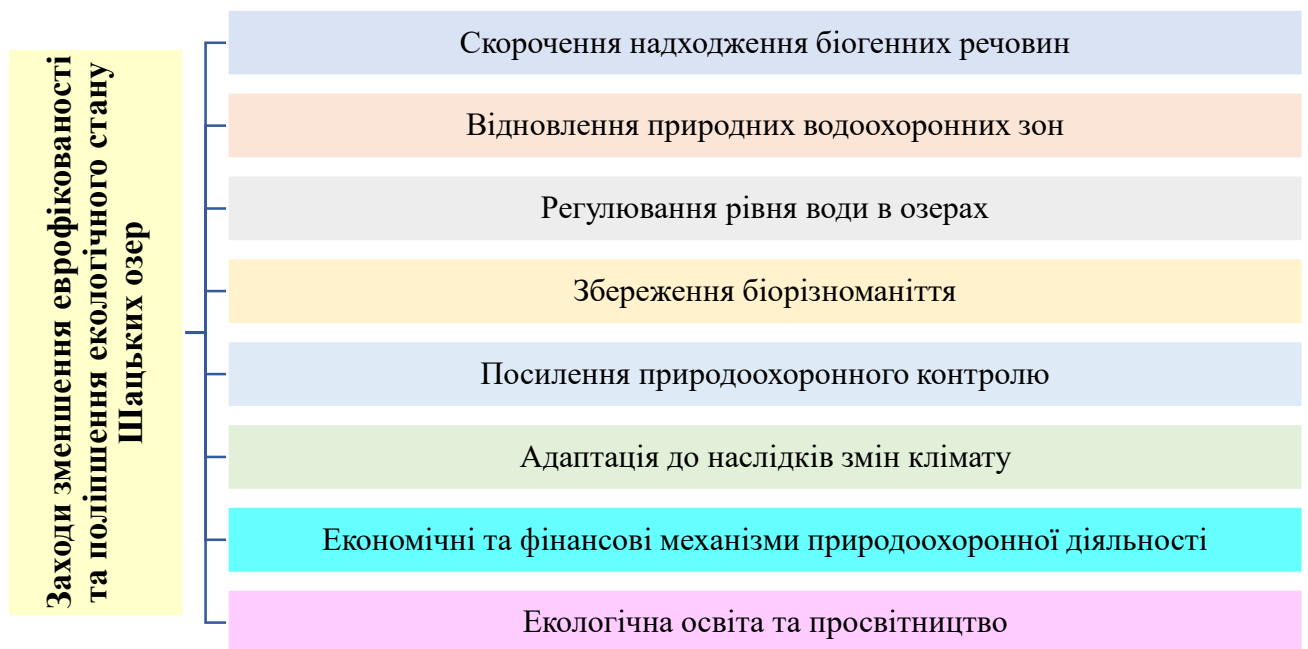 Заходи зменшення еврофікованості
та поліпшення екологічного стану
Шацьких озер
Скорочення надходження біогенних речовин
Відновлення природних водоохоронних зон
Регулювання рівня води в озерах
Збереження біорізноманіття
Посилення природоохоронного контролю
Адаптація до наслідків змін клімату
Економічні та фінансові механізми природоохоронної діяльності
Екологічна освіта та просвітництво